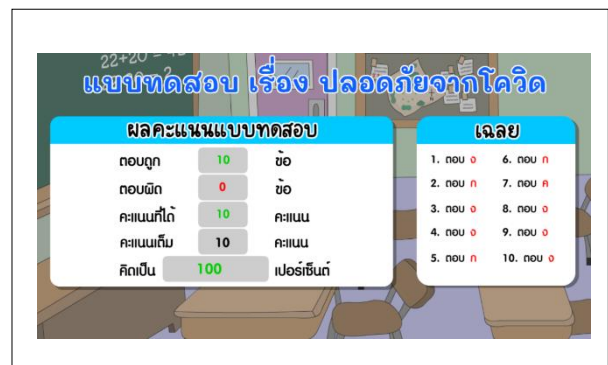 22+20 =
แบบทดสอบ เรื่อง ปลอดภัยจากโควิด
ผลคะแนนแบบทดสอบ
ตอบถูก 10 ข้อ
ตอบผิด 0 ข้อ
คะแนนที่ได้ 10 คะแนน
คะแนนเต็ม 10 คะแนน
คิดเป็น 100 เปอร์เซ็นต์
เฉลย
1. ตอบ ง 6. ตอบ ก
2. ตอบ ก 7. ตอบ ค
3. ตอบ ง 8. ตอบ ง
4. ตอบ ง 9. ตอบ ง
5. ตอบ ก 10. ตอบ ง